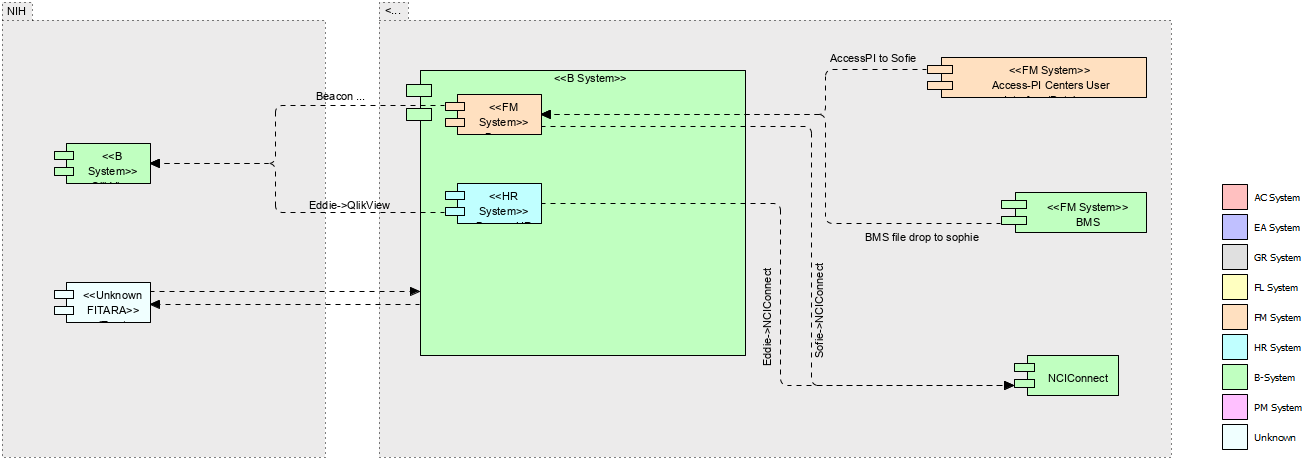 NIH
<...
<<B System>>
AccessPI to Sofie
<<FM System>>
Access-PI Centers User
Beacon ...
<<FM
System>>
<<B
System>>
Eddie->QlikView
<<HR
System>>
<<FM System>>
BMS
BMS file drop to sophie
<<Unknown
FITARA>>
Eddie->NCIConnect
Sofie->NCIConnect
NCIConnect
AC System
EA System
GR System
FL System
FM System
HR System
B-System
PM System
Unknown